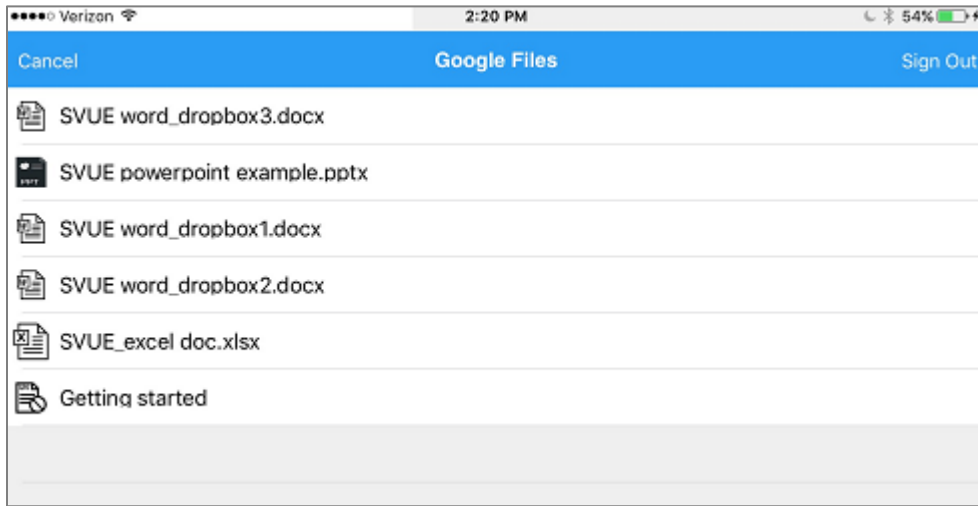 Verizon 2:20 PM 54%
Cancel Google Files Sign Out
SVUE word_dropbox3.docx
SVUE powerpoint example.pptx
SVUE word_dropbox1.docx
SVUE word_dropbox2.docx
SVUE_excel doc.xlsx
Getting started